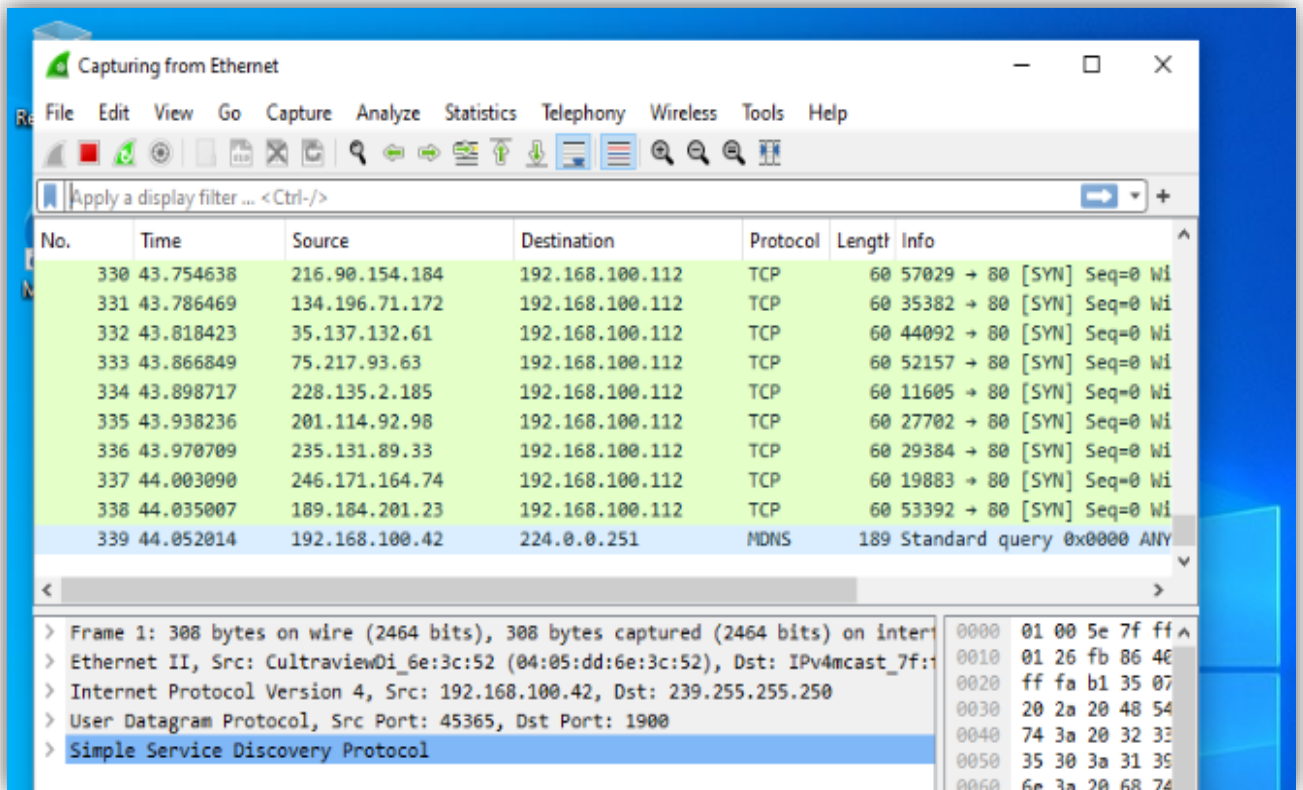 Capturing from Ethernet
File Edit View Go Capture Analyze Statistics Telephony Wireless Tools Help
Apply a display filter ... <Ctrl-/>
No. Time Source Destination Protocol Length Info
330 43.754638 216.90.154.184 192.168.100.112 TCP 60 57029 → 80 [SYN] Seq=0 Wi
331 43.786469 134.196.71.172 192.168.100.112 TCP 60 35382 → 80 [SYN] Seq=0 Wi
332 43.818423 35.137.132.61 192.168.100.112 TCP 60 44092 → 80 [SYN] Seq=0 Wi
333 43.866849 75.217.93.63 192.168.100.112 TCP 60 52157 → 80 [SYN] Seq=0 Wi
334 43.898717 228.135.2.185 192.168.100.112 TCP 60 11605 → 80 [SYN] Seq=0 Wi
335 43.938236 201.114.92.98 192.168.100.112 TCP 60 27702 → 80 [SYN] Seq=0 Wi
336 43.970709 235.131.89.33 192.168.100.112 TCP 60 29384 → 80 [SYN] Seq=0 Wi
337 44.003090 246.171.164.74 192.168.100.112 TCP 60 19883 → 80 [SYN] Seq=0 Wi
338 44.035007 189.184.201.23 192.168.100.112 TCP 60 53392 → 80 [SYN] Seq=0 Wi
339 44.052014 192.168.100.42 224.0.0.251 MDNS 189 Standard query 0x0000 ANY
Frame 1: 308 bytes on wire (2464 bits), 308 bytes captured (2464 bits) on interf
Ethernet II, Src: CultraviewDi_6e:3c:52 (04:05:dd:6e:3c:52), Dst: IPv4mcast_7f:f
Internet Protocol Version 4, Src: 192.168.100.42, Dst: 239.255.255.250
User Datagram Protocol, Src Port: 45365, Dst Port: 1900
Simple Service Discovery Protocol
0000 01 00 5e 7f ff
0010 01 26 fb 86 40
0020 ff fa b1 35 07
0030 20 2a 20 48 54
0040 74 3a 20 32 33
0050 35 30 3a 31 39
0060 6e 3a 20 68 74